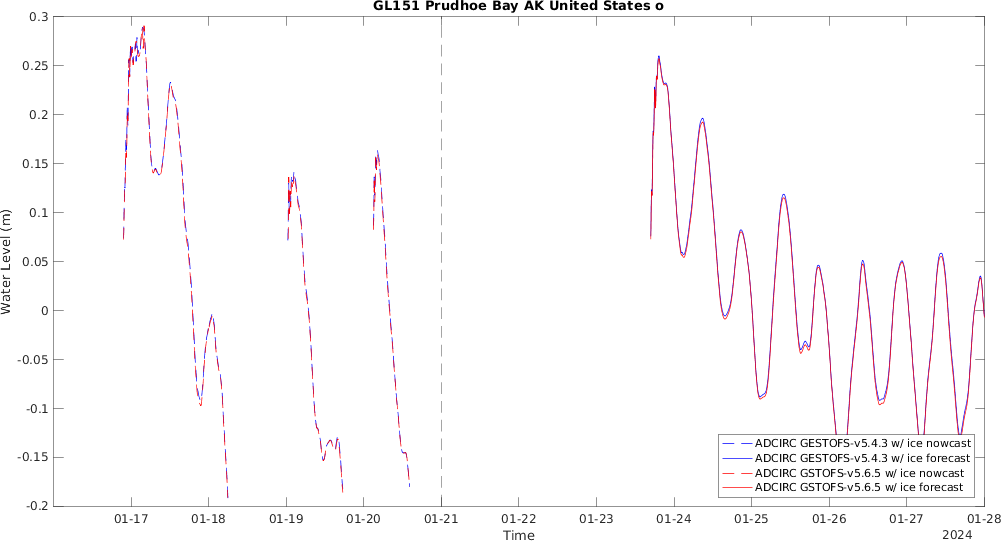 GL151 Prudhoe Bay AK United States o
0.3
0.25
0.2
0.15
0.1
0.05
0
-0.05
-0.1
-0.15
-0.2
Water Level (m)
ADCIRC GESTOFS-v5.4.3 w/ ice nowcast
ADCIRC GESTOFS-v5.4.3 w/ ice forecast
ADCIRC GSTOFS-v5.6.5 w/ ice nowcast
ADCIRC GSTOFS-v5.6.5 w/ ice forecast
01-17 01-18 01-19 01-20 01-21 01-22 01-23 01-24 01-25 01-26 01-27 01-28
Time
2024